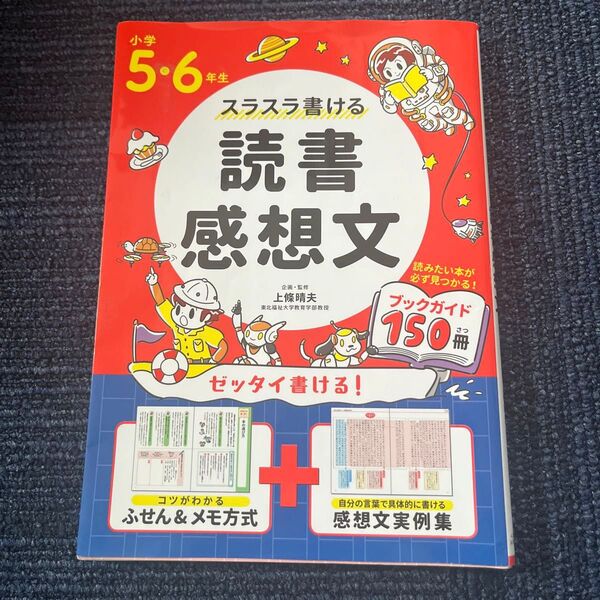 小学
5・6年生
スラスラ書ける
読書
感想文
企画・監修
上條晴夫
東北福祉大学教育学部教授
読みたい本が
必ず見つかる!
ブックガイド
150冊
さつ
ゼッタイ書ける!
コツがわかる
ふせん&メモ方式
自分の言葉で具体的に書ける
感想文実例集